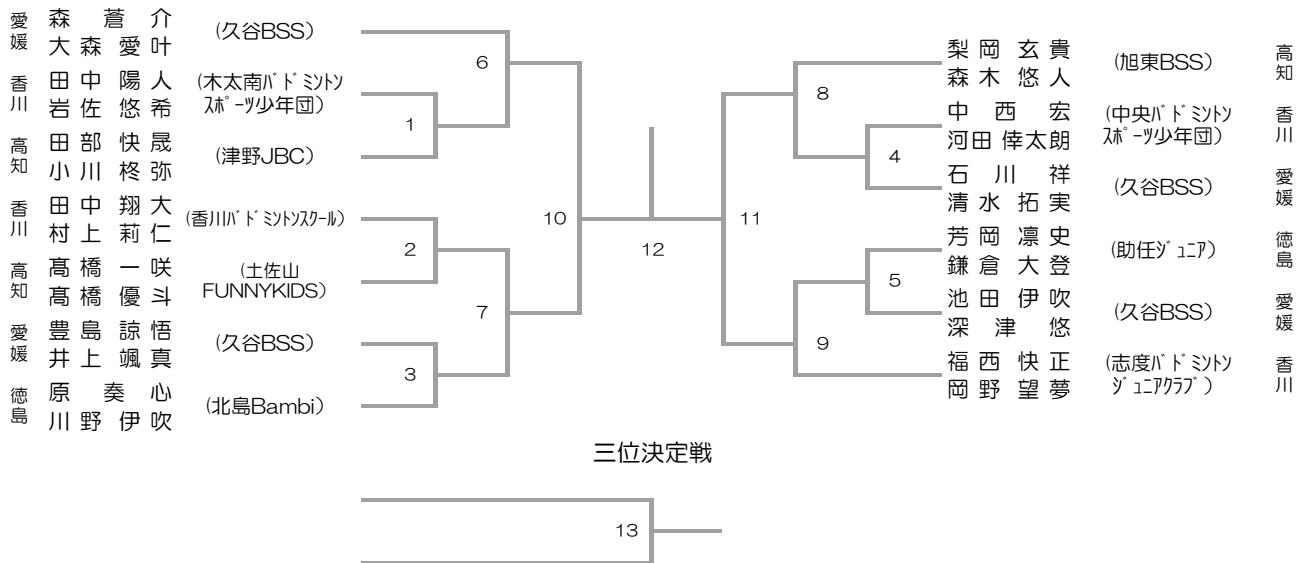 愛媛 森 蒼 介 (久谷BSS)
大 森 愛 叶
6
香川 田 中 陽 人 (木太南バドミントン
岩 佐 悠 希 スポーツ少年団)
1
高知 田 部 快 晟 (津野JBC)
小 川 柊 弥
10
香川 田 中 翔 大 (香川バドミントンスクール)
村 上 莉 仁
2
高知 髙 橋 一 咲 (土佐山
髙 橋 優 斗 FUNNYKIDS)
7
愛媛 豊 島 諒 悟 (久谷BSS)
井 上 颯 真
3
徳島 原 奏 心 (北島Bambi)
川 野 伊 吹
12
梨 岡 玄 貴 (旭東BSS) 高知
森 木 悠 人
8
中 西 宏 (中央バドミントン 香川
河 田 倖太朗 スポーツ少年団)
4
石 川 祥 (久谷BSS) 愛媛
清 水 拓 実
11
芳 岡 凛 史 (助任ジュニア) 徳島
鎌 倉 大 登
5
池 田 伊 吹 (久谷BSS) 愛媛
深 津 悠
9
福 西 快 正 (志度バドミントン 香川
岡 野 望 夢 ジュニアクラブ)
三位決定戦
13